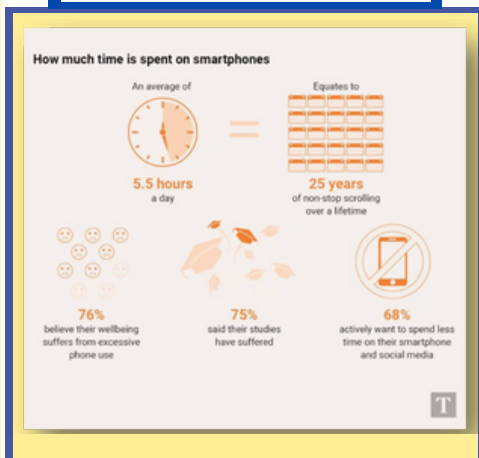 How much time is spent on smartphones
An average of
Equates to
5.5 hours
a day
25 years
of non-stop scrolling
over a lifetime
76%
believe their wellbeing
suffers from excessive
phone use
75%
said their studies
have suffered
68%
actively want to spend less
time on their smartphone
and social media
T